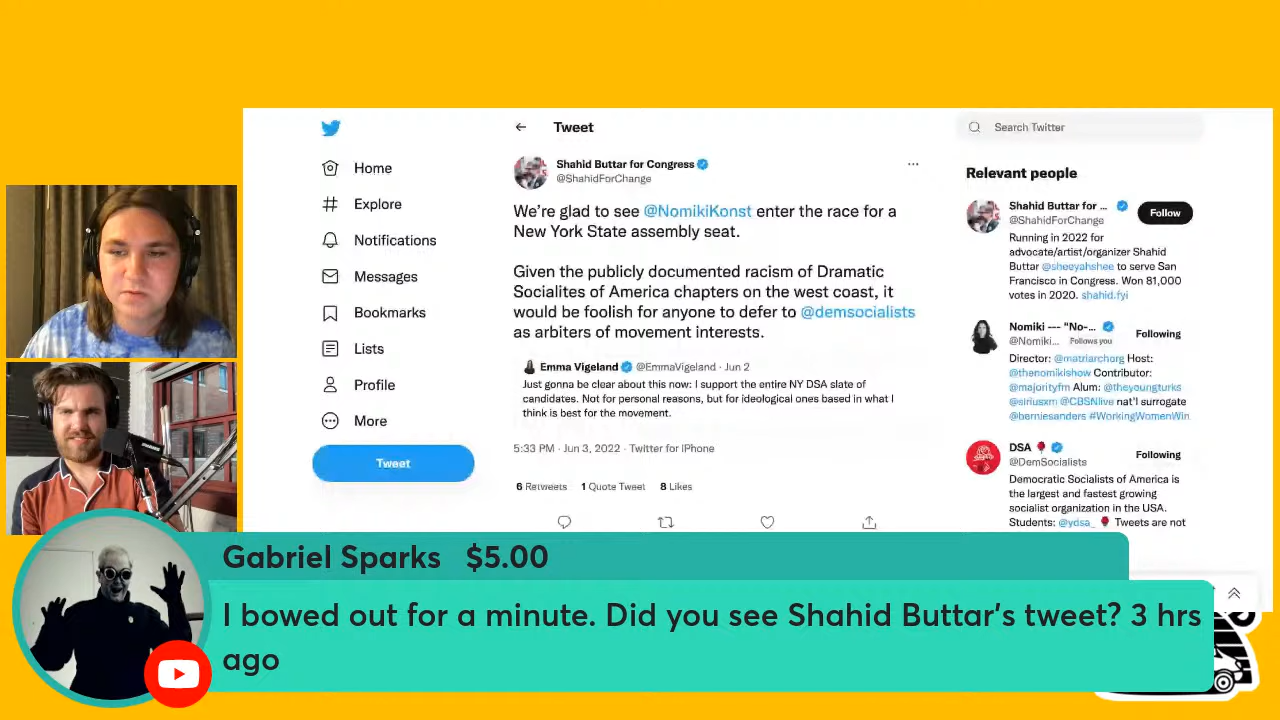 Tweet
Search Twitter
Home
Explore
Notifications
Messages
Bookmarks
Lists
Profile
More
Tweet
Shahid Buttar for Congress
@ShahidForChange
We're glad to see @NomikiKonst enter the race for a
New York State assembly seat.
Given the publicly documented racism of Dramatic
Socialites of America chapters on the west coast, it
would be foolish for anyone to defer to @demsocialists
as arbiters of movement interests.
Emma Vigeland @EmmaVigeland · Jun 2
Just gonna be clear about this now: I support the entire NY DSA slate of
candidates. Not for personal reasons, but for ideological ones based in what I
think is best for the movement.
5:33 PM · Jun 3, 2022 · Twitter for iPhone
6 Retweets 1 Quote Tweet 8 Likes
Relevant people
Shahid Buttar for ...
@ShahidForChange
Follow
Running in 2022 for
advocate/artist/organizer Shahid
Buttar @sheeyahshee to serve San
Francisco in Congress. Won 81,000
votes in 2020. shahid.fyi
Nomiki --- "No-...
@Nomiki... Follows you
Following
Director: @matriarchorg Host:
@thenomikishow Contributor:
@majorityfm Alum: @theyoungturks
@siriusxm @CBSNlive nat'l surrogate
@berniesanders #WorkingWomenWin
DSA
@DemSocialists
Following
Democratic Socialists of America is
the largest and fastest growing
socialist organization in the USA.
Students: @ydsa_ Tweets are not
Gabriel Sparks $5.00
I bowed out for a minute. Did you see Shahid Buttar's tweet? 3 hrs
ago